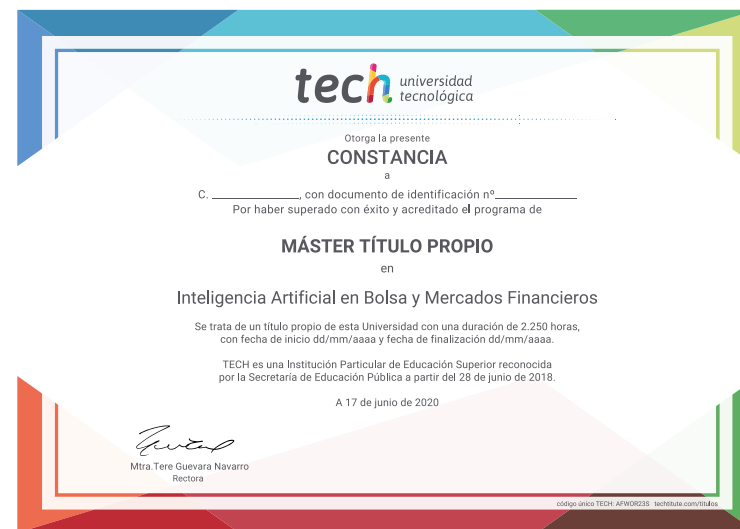 tech universidad
tecnológica
Otorga la presente
CONSTANCIA
a
C. ______________, con documento de identificación nº_____________
Por haber superado con éxito y acreditado el programa de
MÁSTER TÍTULO PROPIO
en
Inteligencia Artificial en Bolsa y Mercados Financieros
Se trata de un título propio de esta Universidad con una duración de 2.250 horas,
con fecha de inicio dd/mm/aaaa y fecha de finalización dd/mm/aaaa.
TECH es una Institución Particular de Educación Superior reconocida
por la Secretaría de Educación Pública a partir del 28 de junio de 2018.
A 17 de junio de 2020
Mtra.Tere Guevara Navarro
Rectora
código único TECH: AFWOR23S techtitute.com/titulos